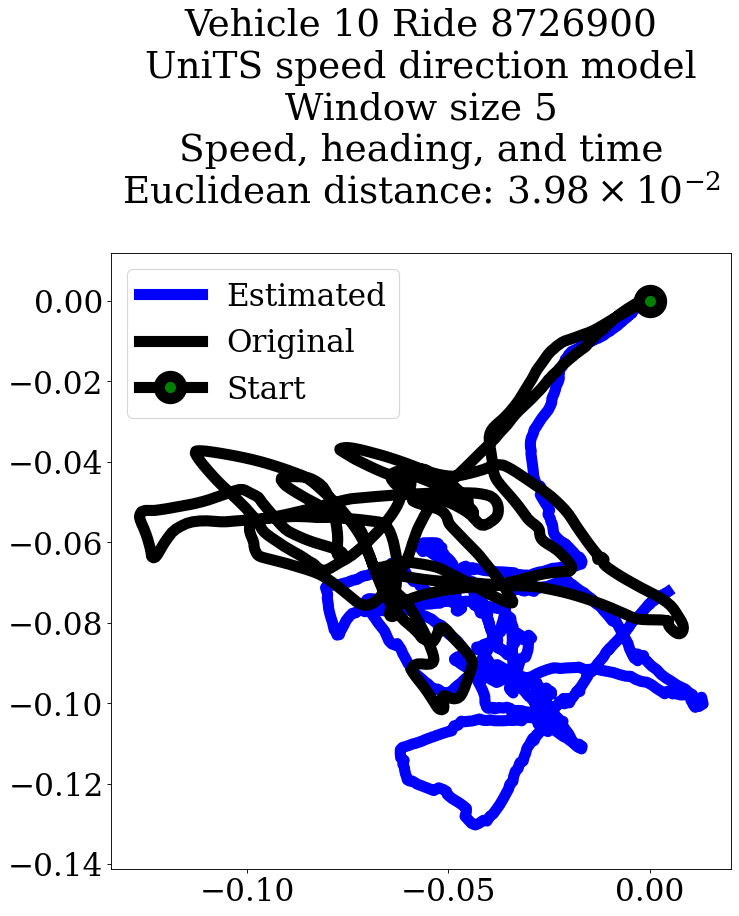 Vehicle 10 Ride 8726900
UniTS speed direction model
Window size 5
Speed, heading, and time
Euclidean distance: 3.98 × 10⁻²
Estimated
Original
Start
0.00
−0.02
−0.04
−0.06
−0.08
−0.10
−0.12
−0.14
−0.10
−0.05
0.00